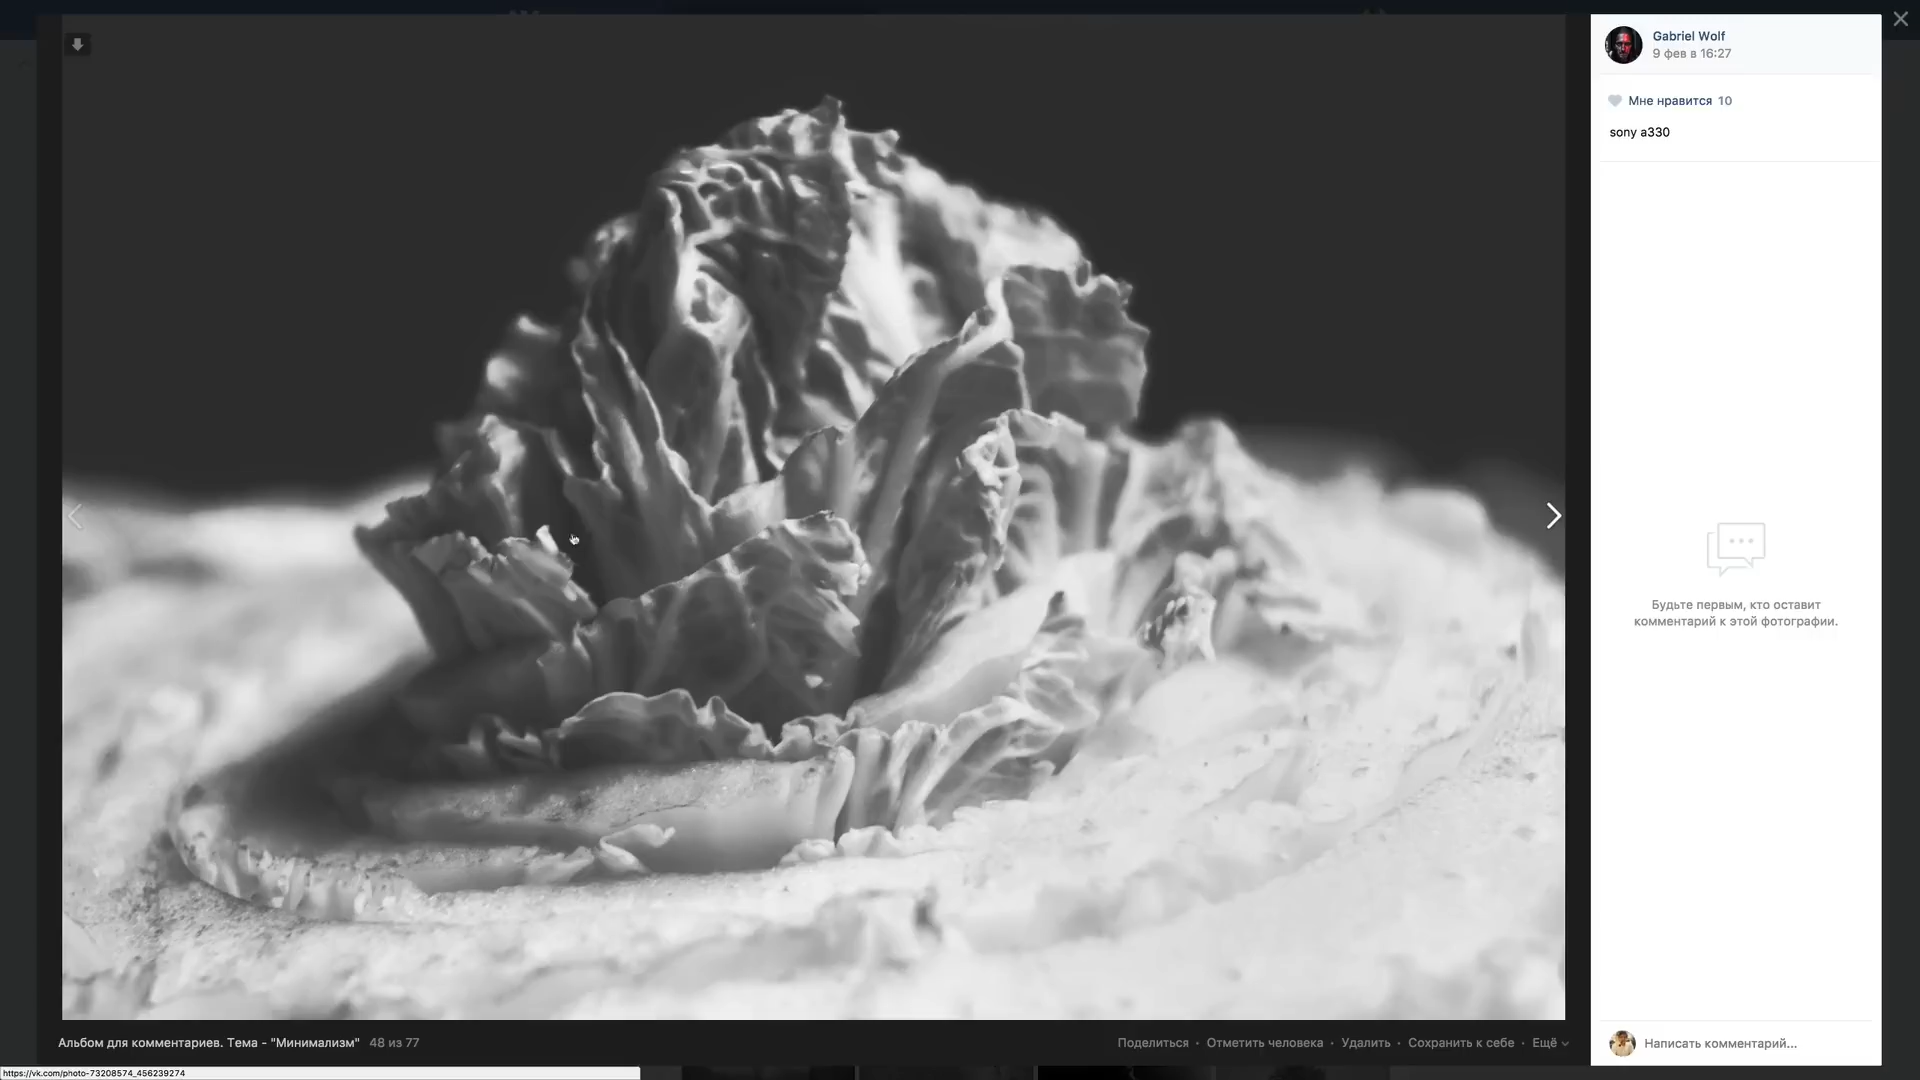 Gabriel Wolf
9 фев в 16:27
Мне нравится 10
sony a330
Будьте первым, кто оставит
комментарий к этой фотографии.
Альбом для комментариев. Тема - "Минимализм" 48 из 77
Поделиться · Отметить человека · Удалить · Сохранить к себе · Ещё
Написать комментарий...
https://vk.com/photo-73208574_456239274